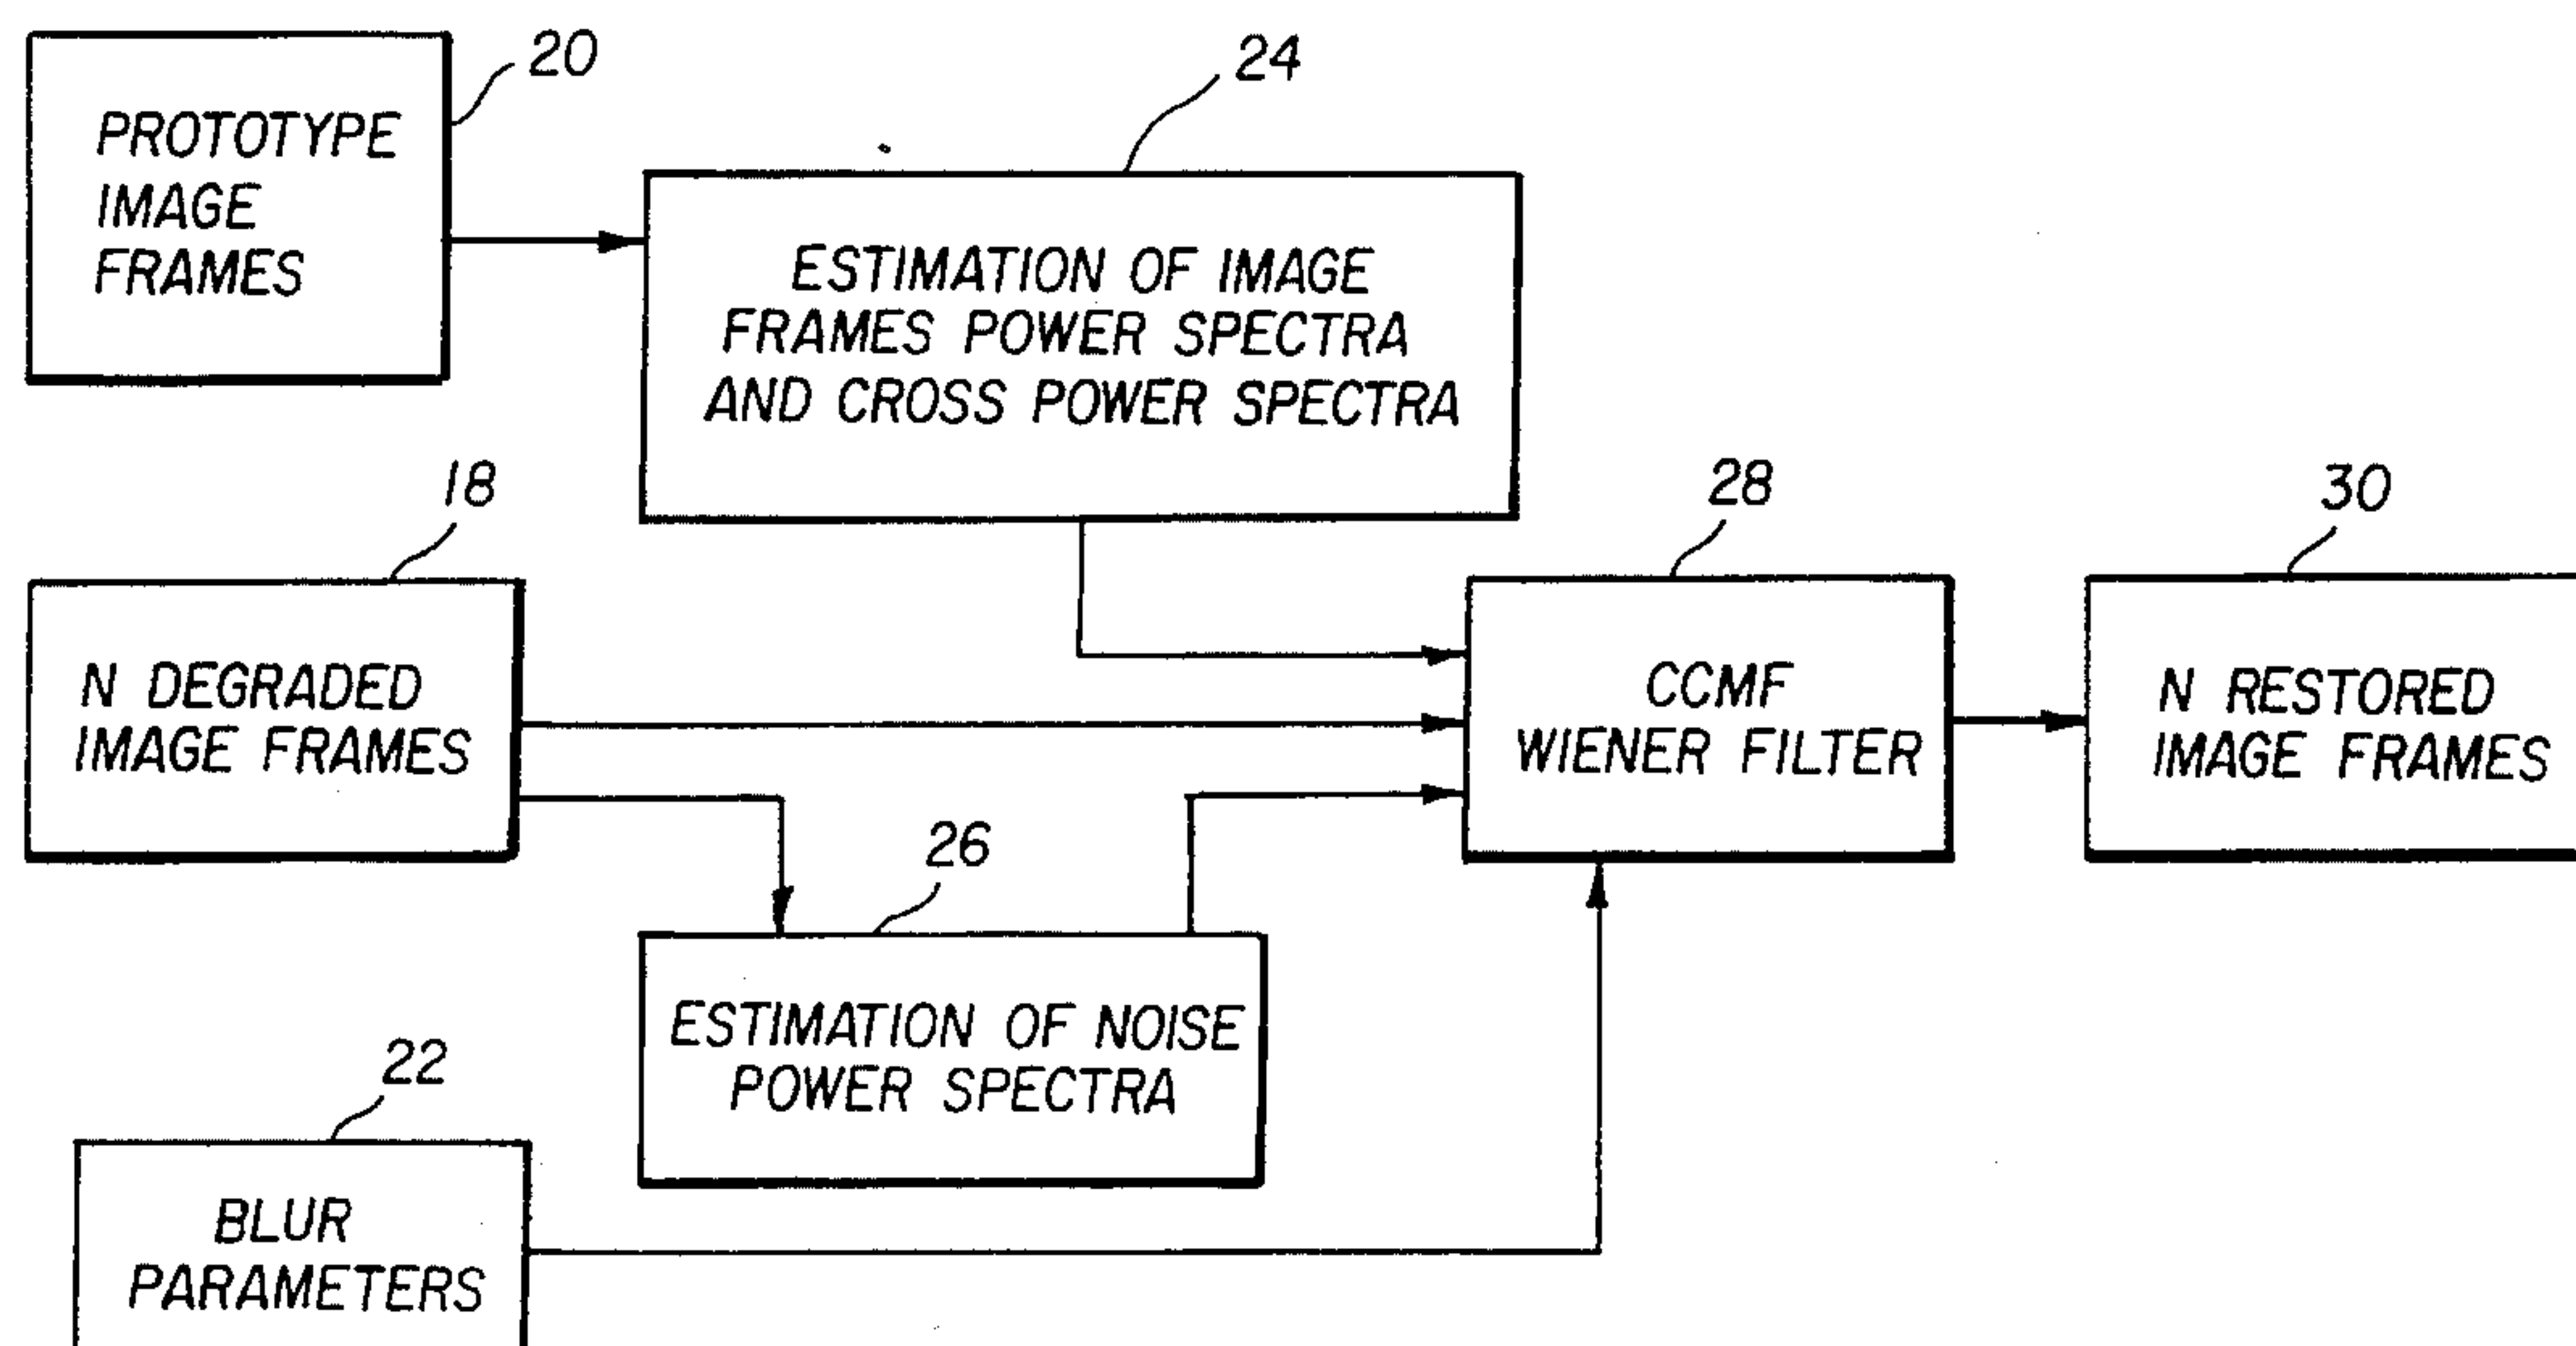 20
PROTOTYPE
IMAGE
FRAMES
24
ESTIMATION OF IMAGE
FRAMES POWER SPECTRA
AND CROSS POWER SPECTRA
18
N DEGRADED
IMAGE FRAMES
28
CCMF
WIENER FILTER
30
N RESTORED
IMAGE FRAMES
26
ESTIMATION OF NOISE
POWER SPECTRA
22
BLUR
PARAMETERS